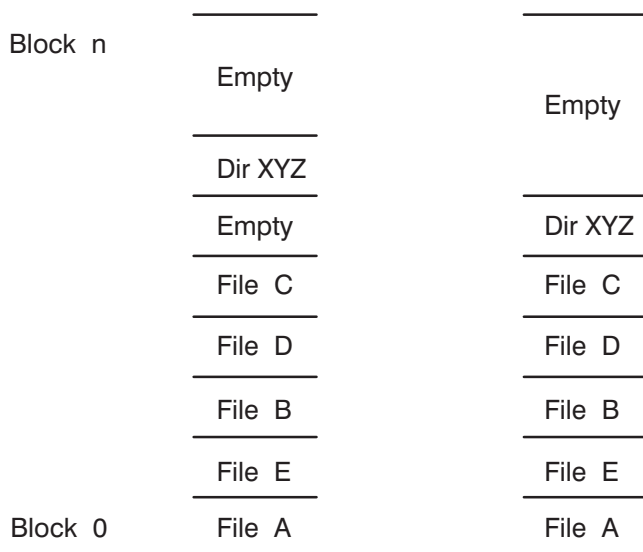 Block n
Empty
Empty
Dir XYZ
Empty Dir XYZ
File C File C
File D File D
File B File B
File E File E
Block 0 File A File A